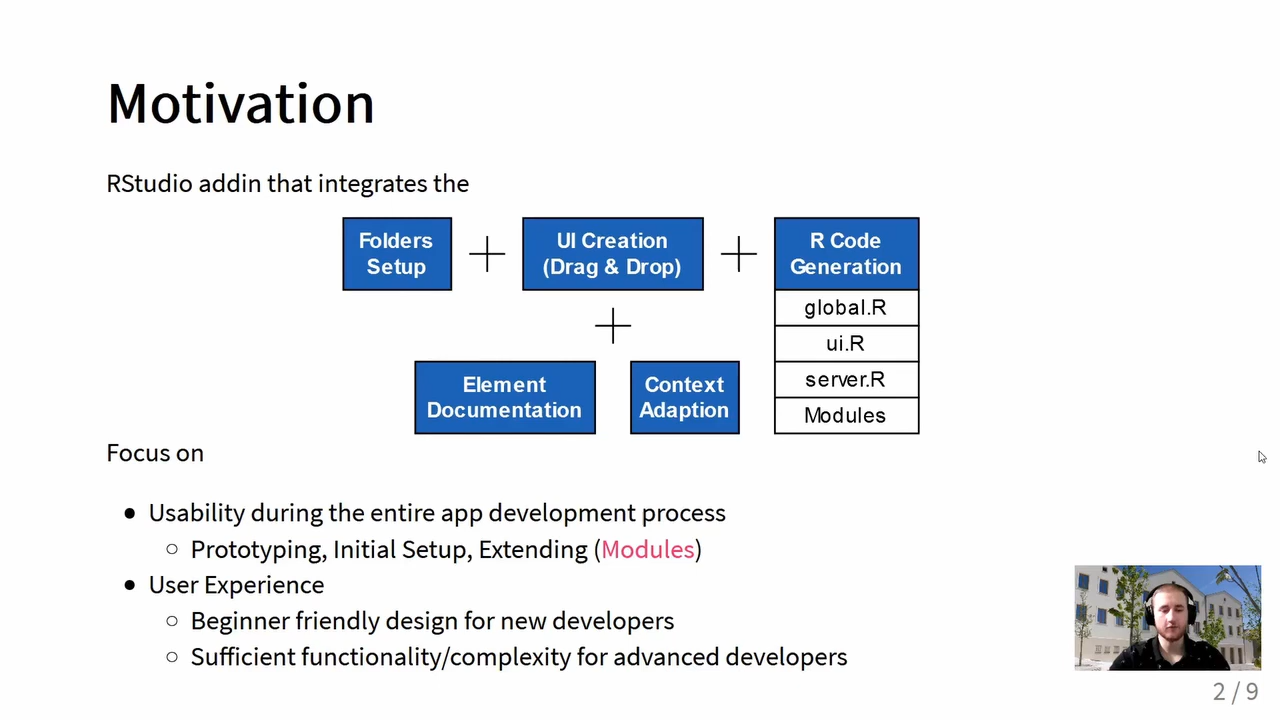 Motivation
RStudio addin that integrates the
Folders
Setup
UI Creation
(Drag & Drop)
R Code
Generation
global.R
ui.R
server.R
Modules
Element
Documentation
Context
Adaption
Focus on
Usability during the entire app development process
Prototyping, Initial Setup, Extending (Modules)
User Experience
Beginner friendly design for new developers
Sufficient functionality/complexity for advanced developers
2 / 9